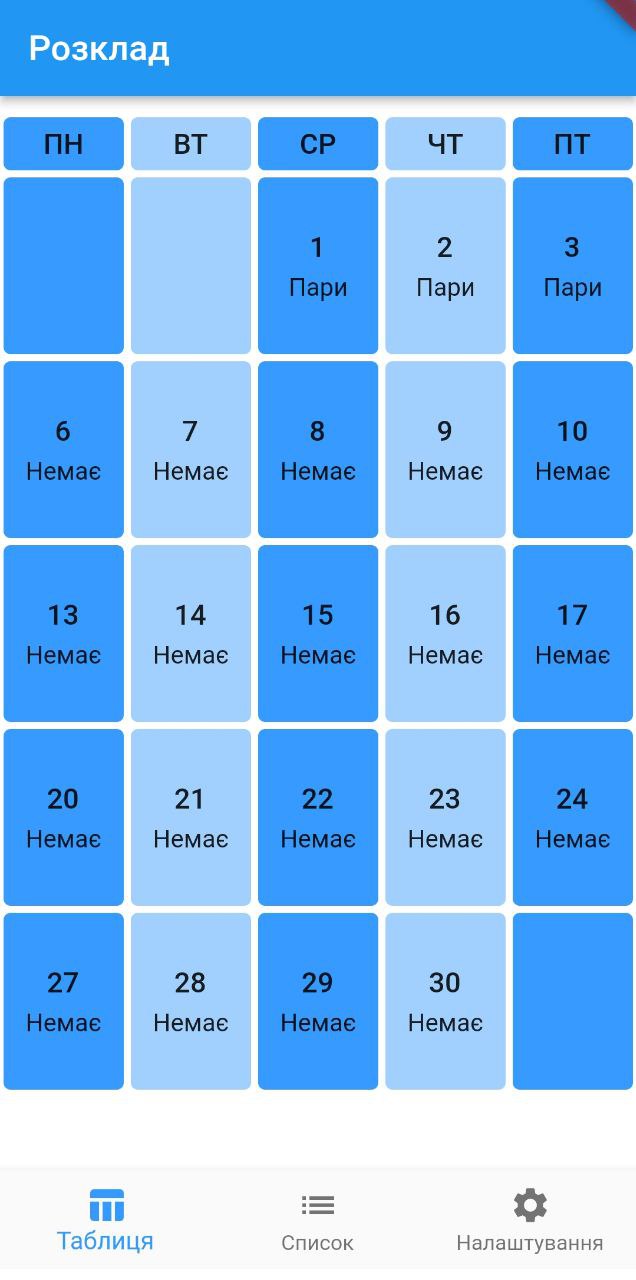 Розклад
ПН ВТ СР ЧТ ПТ
1 2 3
Пари Пари Пари
6 7 8 9 10
Немає Немає Немає Немає Немає
13 14 15 16 17
Немає Немає Немає Немає Немає
20 21 22 23 24
Немає Немає Немає Немає Немає
27 28 29 30
Немає Немає Немає Немає
Таблиця Список Налаштування